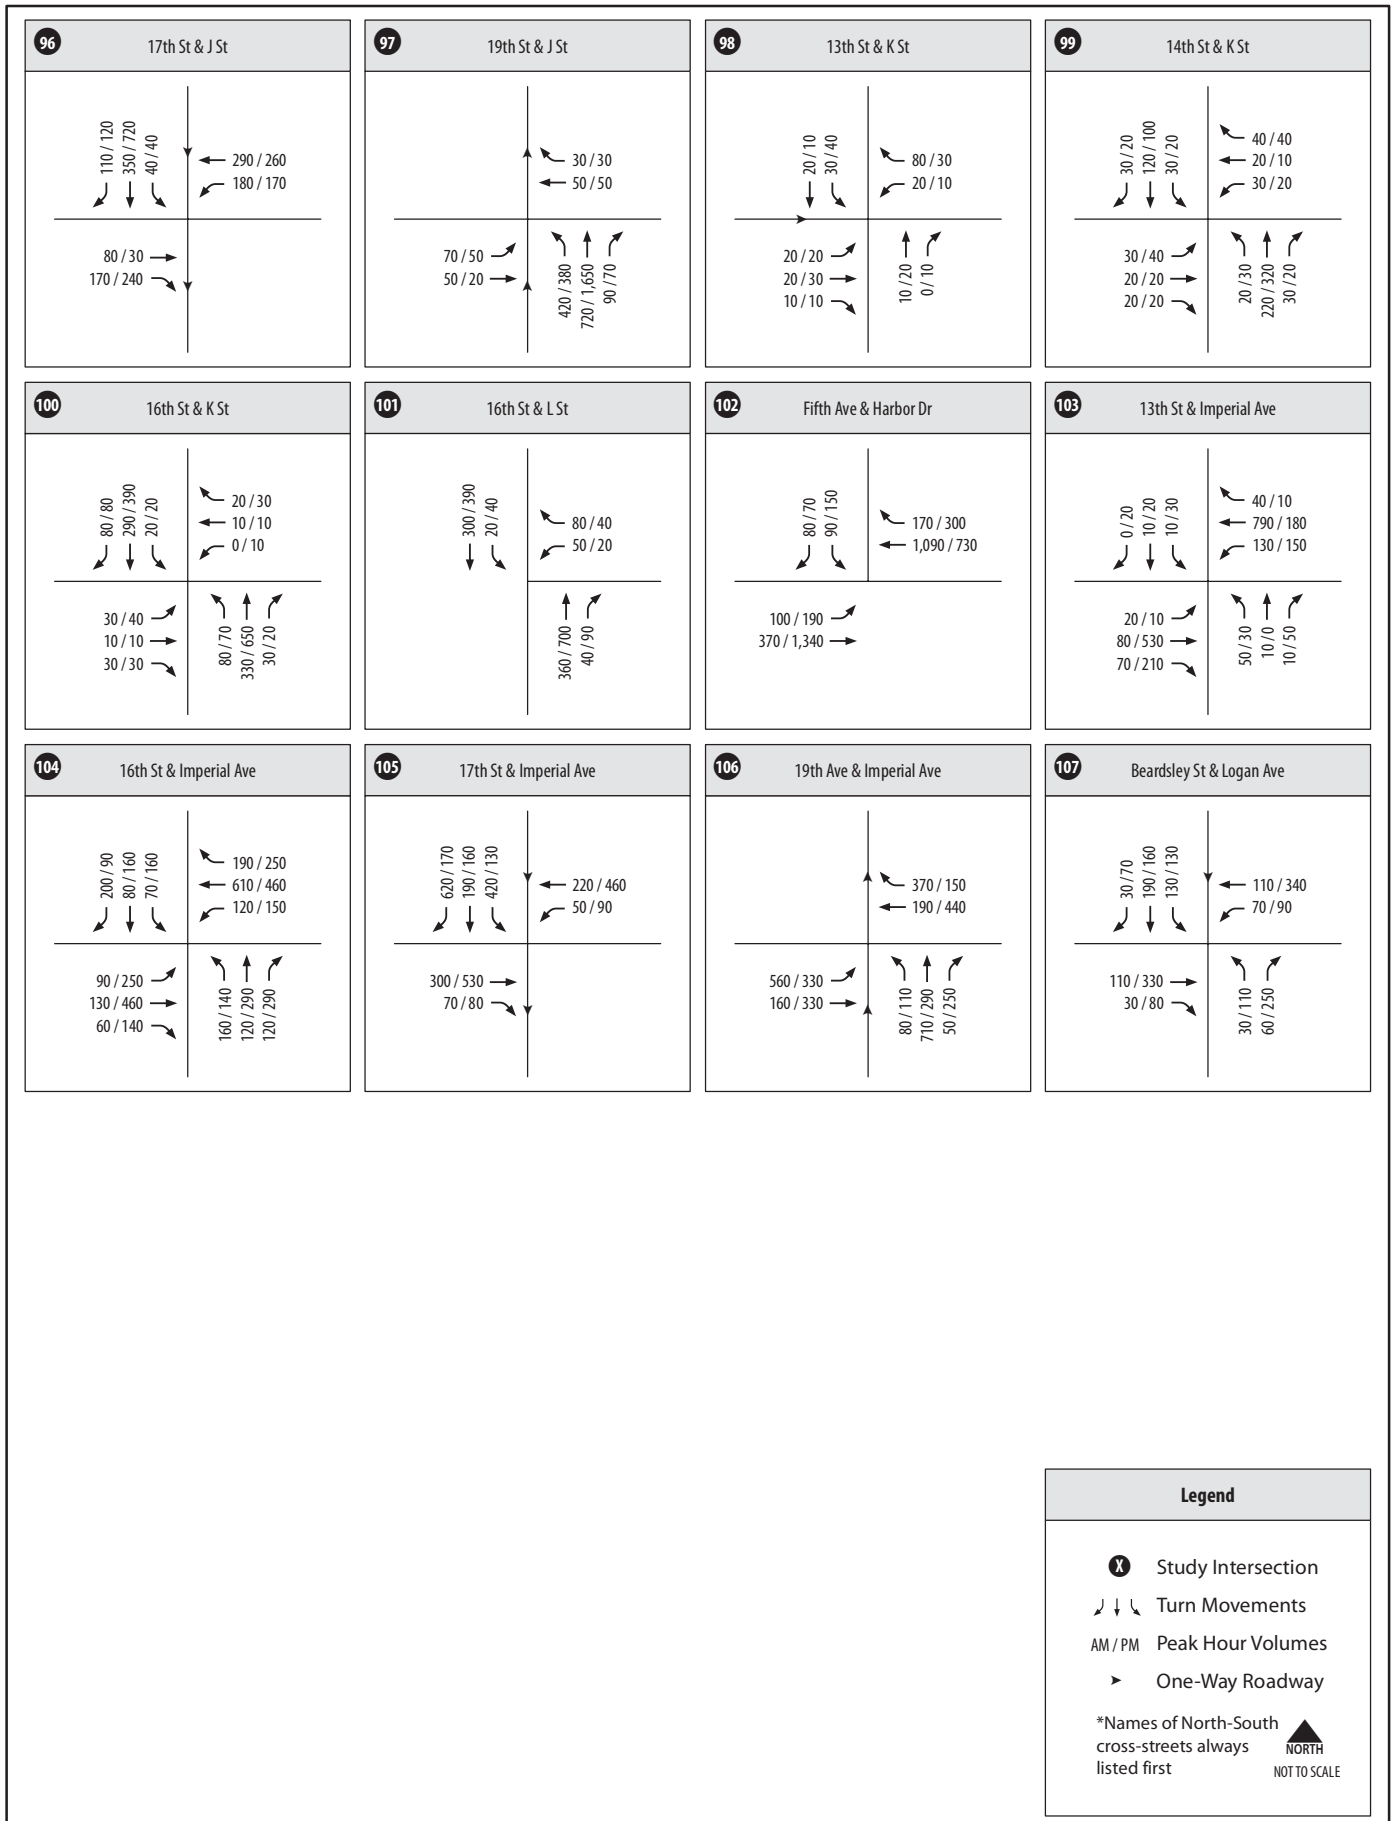 96
17th St & J St
110 / 120
350 / 720
40 / 40
290 / 260
180 / 170
80 / 30
170 / 240
97
19th St & J St
30 / 30
50 / 50
70 / 50
50 / 20
420 / 380
720 / 1,650
90 / 70
98
13th St & K St
20 / 10
30 / 40
80 / 30
20 / 10
20 / 20
20 / 30
10 / 10
10 / 20
0 / 10
99
14th St & K St
30 / 20
120 / 100
30 / 20
40 / 40
20 / 10
30 / 20
30 / 40
20 / 20
20 / 20
20 / 30
220 / 320
30 / 20
100
16th St & K St
80 / 80
290 / 390
20 / 20
20 / 30
10 / 10
0 / 10
30 / 40
10 / 10
30 / 30
80 / 70
330 / 650
30 / 20
101
16th St & L St
300 / 390
20 / 40
80 / 40
50 / 20
360 / 700
40 / 90
102
Fifth Ave & Harbor Dr
80 / 70
90 / 150
170 / 300
1,090 / 730
100 / 190
370 / 1,340
103
13th St & Imperial Ave
0 / 20
10 / 20
10 / 30
40 / 10
790 / 180
130 / 150
20 / 10
80 / 530
70 / 210
50 / 30
10 / 0
10 / 50
104
16th St & Imperial Ave
200 / 90
80 / 160
70 / 160
190 / 250
610 / 460
120 / 150
90 / 250
130 / 460
60 / 140
160 / 140
120 / 290
120 / 290
105
17th St & Imperial Ave
620 / 170
190 / 160
420 / 130
220 / 460
50 / 90
300 / 530
70 / 80
106
19th Ave & Imperial Ave
370 / 150
190 / 440
560 / 330
160 / 330
80 / 110
710 / 290
50 / 250
107
Beardsley St & Logan Ave
30 / 70
190 / 160
130 / 130
110 / 340
70 / 90
110 / 330
30 / 80
30 / 110
60 / 250
Legend
X Study Intersection
Turn Movements
AM / PM Peak Hour Volumes
One-Way Roadway
*Names of North-South
cross-streets always
listed first
NORTH
NOT TO SCALE